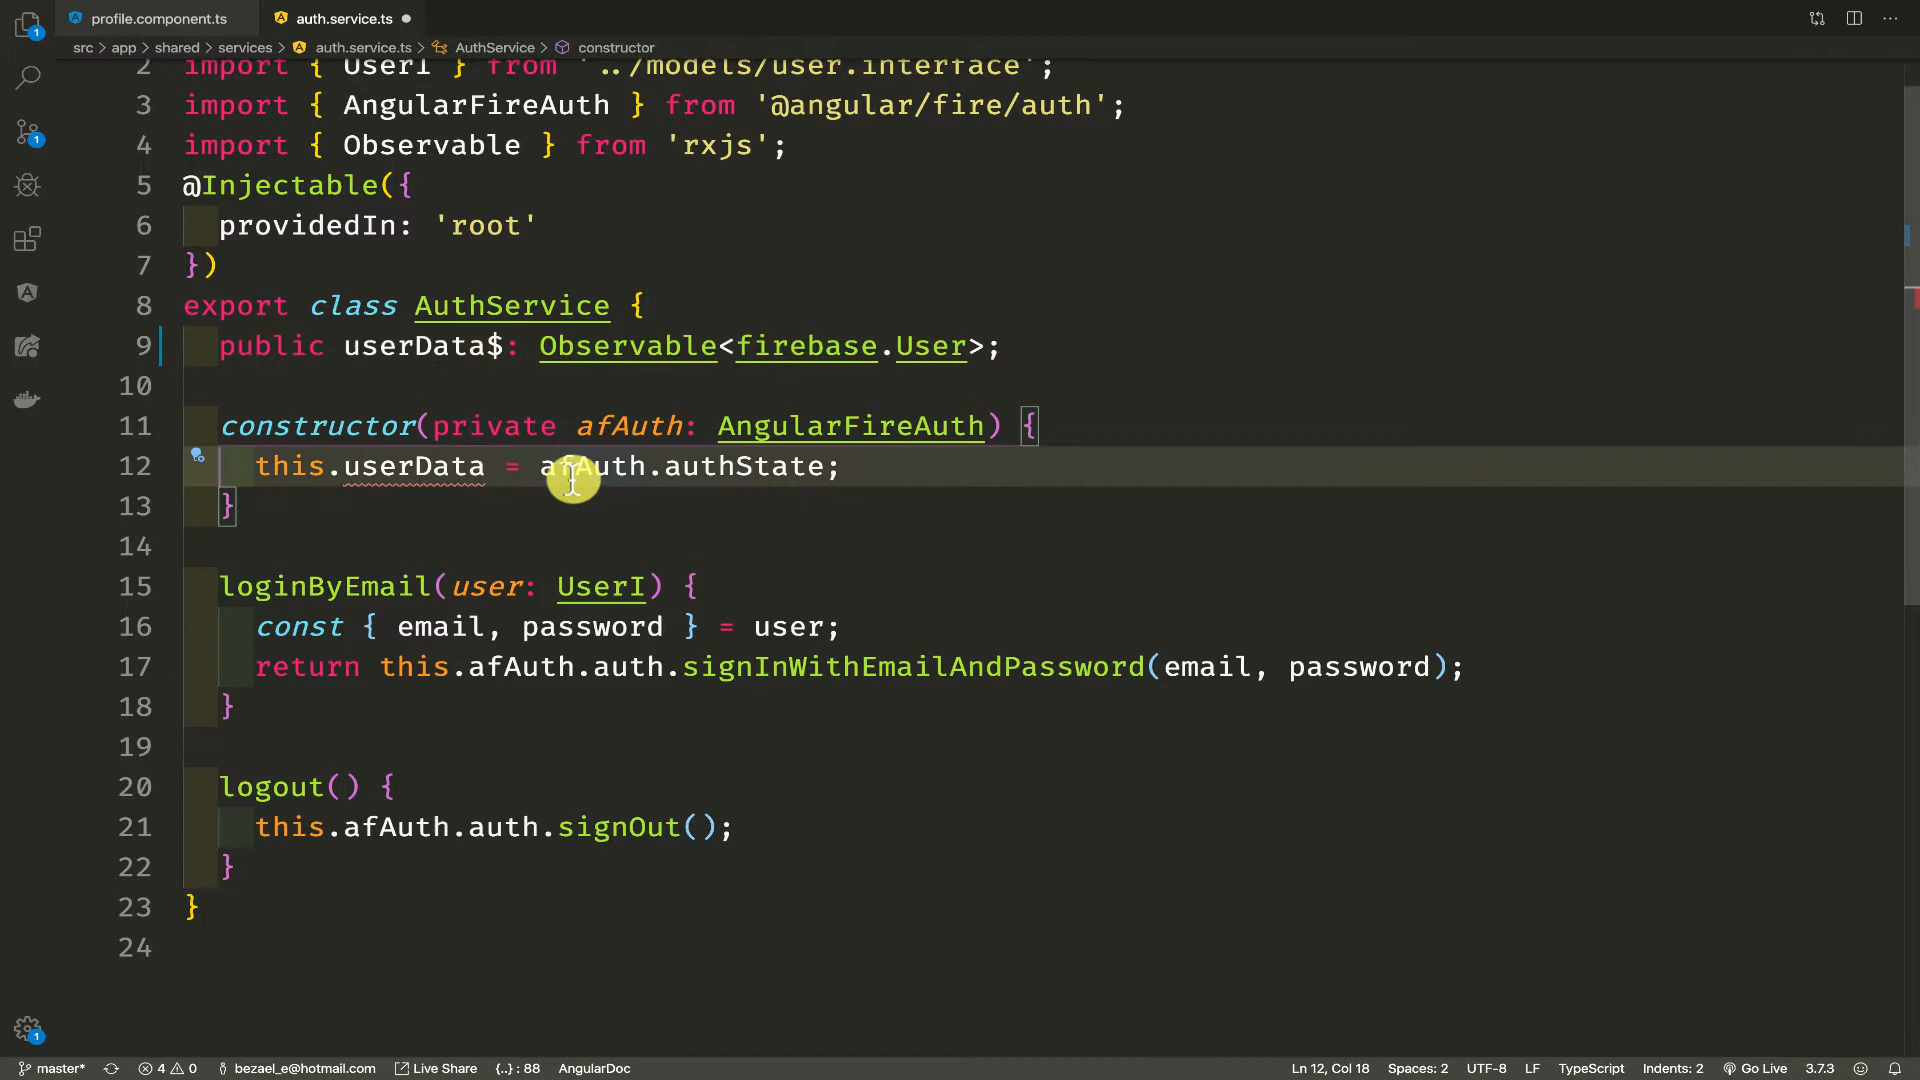 profile.component.ts
auth.service.ts
src > app > shared > services > auth.service.ts > AuthService > constructor
2 import { UserI } from '../models/user.interface';
3 import { AngularFireAuth } from '@angular/fire/auth';
4 import { Observable } from 'rxjs';
5 @Injectable({
6 providedIn: 'root'
7 })
8 export class AuthService {
9 public userData$: Observable<firebase.User>;
10
11 constructor(private afAuth: AngularFireAuth) {
12 this.userData = afAuth.authState;
13 }
14
15 loginByEmail(user: UserI) {
16 const { email, password } = user;
17 return this.afAuth.auth.signInWithEmailAndPassword(email, password);
18 }
19
20 logout() {
21 this.afAuth.auth.signOut();
22 }
23 }
24
1
1
1
master* 4 0 bezael_e@hotmail.com Live Share {..} : 88 AngularDoc Ln 12, Col 18 Spaces: 2 UTF-8 LF TypeScript Indents: 2 Go Live 3.7.3